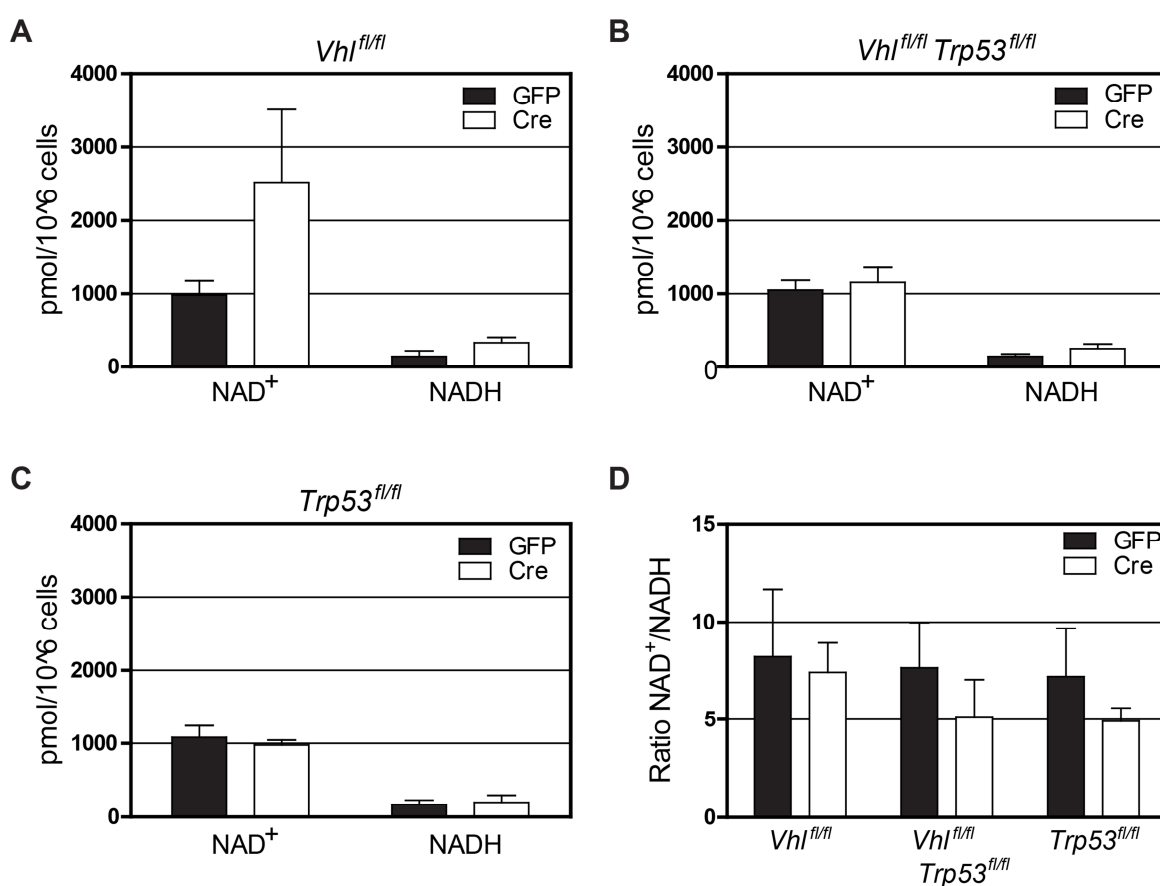 A
Vhl^fl/fl
pmol/10^6 cells
4000
3000
2000
1000
0
GFP
Cre
NAD+
NADH
B
Vhl^fl/fl Trp53^fl/fl
pmol/10^6 cells
4000
3000
2000
1000
0
GFP
Cre
NAD+
NADH
C
Trp53^fl/fl
pmol/10^6 cells
4000
3000
2000
1000
0
GFP
Cre
NAD+
NADH
D
Ratio NAD+/NADH
15
10
5
0
GFP
Cre
Vhl^fl/fl
Vhl^fl/fl
Trp53^fl/fl
Trp53^fl/fl